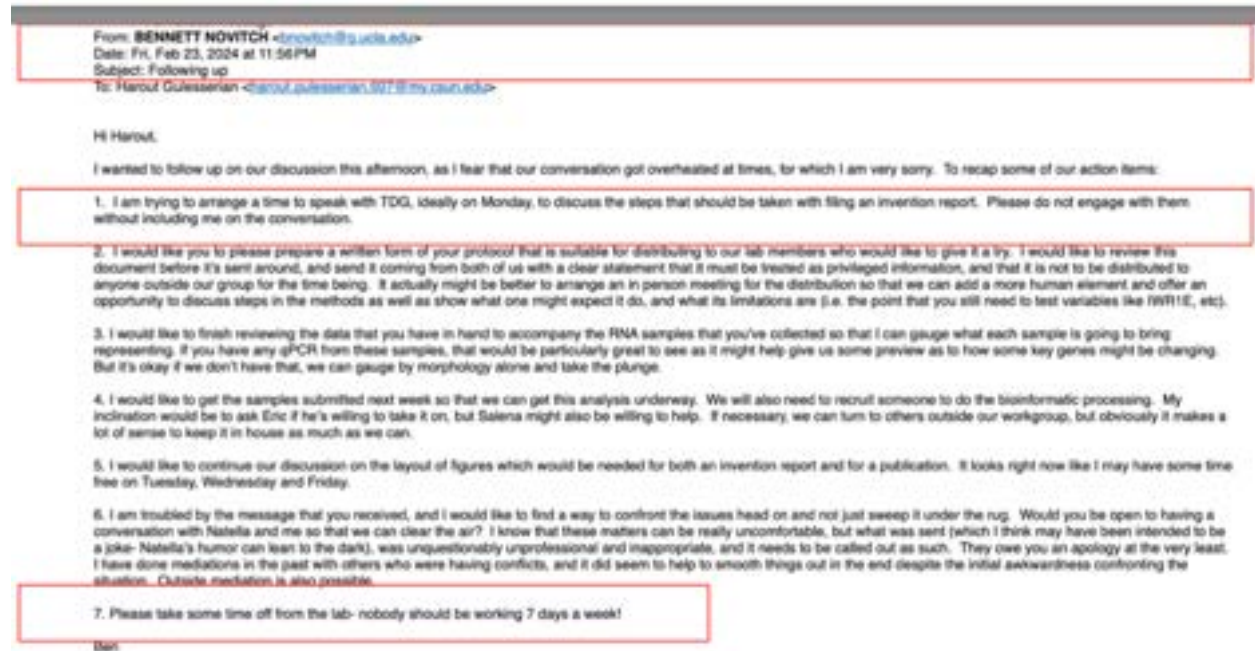 From: BENNETT NOVITCH <bnovitch@g.ucla.edu>
Date: Fri, Feb 23, 2024 at 11:56 PM
Subject: Following up
To: Harout Gulesserian <harout.gulesserian.507@my.csun.edu>
Hi Harout,
I wanted to follow up on our discussion this afternoon, as I fear that our conversation got overheated at times, for which I am very sorry. To recap some of our action items:
1. I am trying to arrange a time to speak with TDG, ideally on Monday, to discuss the steps that should be taken with filing an invention report. Please do not engage with them
without including me on the conversation.
2. I would like you to please prepare a written form of your protocol that is suitable for distributing to our lab members who would like to give it a try. I would like to review this
document before it's sent around, and send it coming from both of us with a clear statement that it must be treated as privileged information, and that it is not to be distributed to
anyone outside our group for the time being. It actually might be better to arrange an in person meeting for the distribution so that we can add a more human element and offer an
opportunity to discuss steps in the methods as well as show what one might expect it do, and what its limitations are (i.e. the point that you still need to test variables like IWR1E, etc).
3. I would like to finish reviewing the data that you have in hand to accompany the RNA samples that you've collected so that I can gauge what each sample is going to bring
representing. If you have any qPCR from these samples, that would be particularly great to see as it might help give us some preview as to how some key genes might be changing.
But it's okay if we don't have that, we can gauge by morphology alone and take the plunge.
4. I would like to get the samples submitted next week so that we can get this analysis underway. We will also need to recruit someone to do the bioinformatic processing. My
inclination would be to ask Eric if he's willing to take it on, but Salena might also be willing to help. If necessary, we can turn to others outside our workgroup, but obviously it makes a
lot of sense to keep it in house as much as we can.
5. I would like to continue our discussion on the layout of figures which would be needed for both an invention report and for a publication. It looks right now like I may have some time
free on Tuesday, Wednesday and Friday.
6. I am troubled by the message that you received, and I would like to find a way to confront the issues head on and not just sweep it under the rug. Would you be open to having a
conversation with Natella and me so that we can clear the air? I know that these matters can be really uncomfortable, but what was sent (which I think may have been intended to be
a joke- Natella's humor can lean to the dark), was unquestionably unprofessional and inappropriate, and it needs to be called out as such. They owe you an apology at the very least.
I have done mediations in the past with others who were having conflicts, and it did seem to help to smooth things out in the end despite the initial awkwardness confronting the
situation. Outside mediation is also possible.
7. Please take some time off from the lab- nobody should be working 7 days a week!
Ben